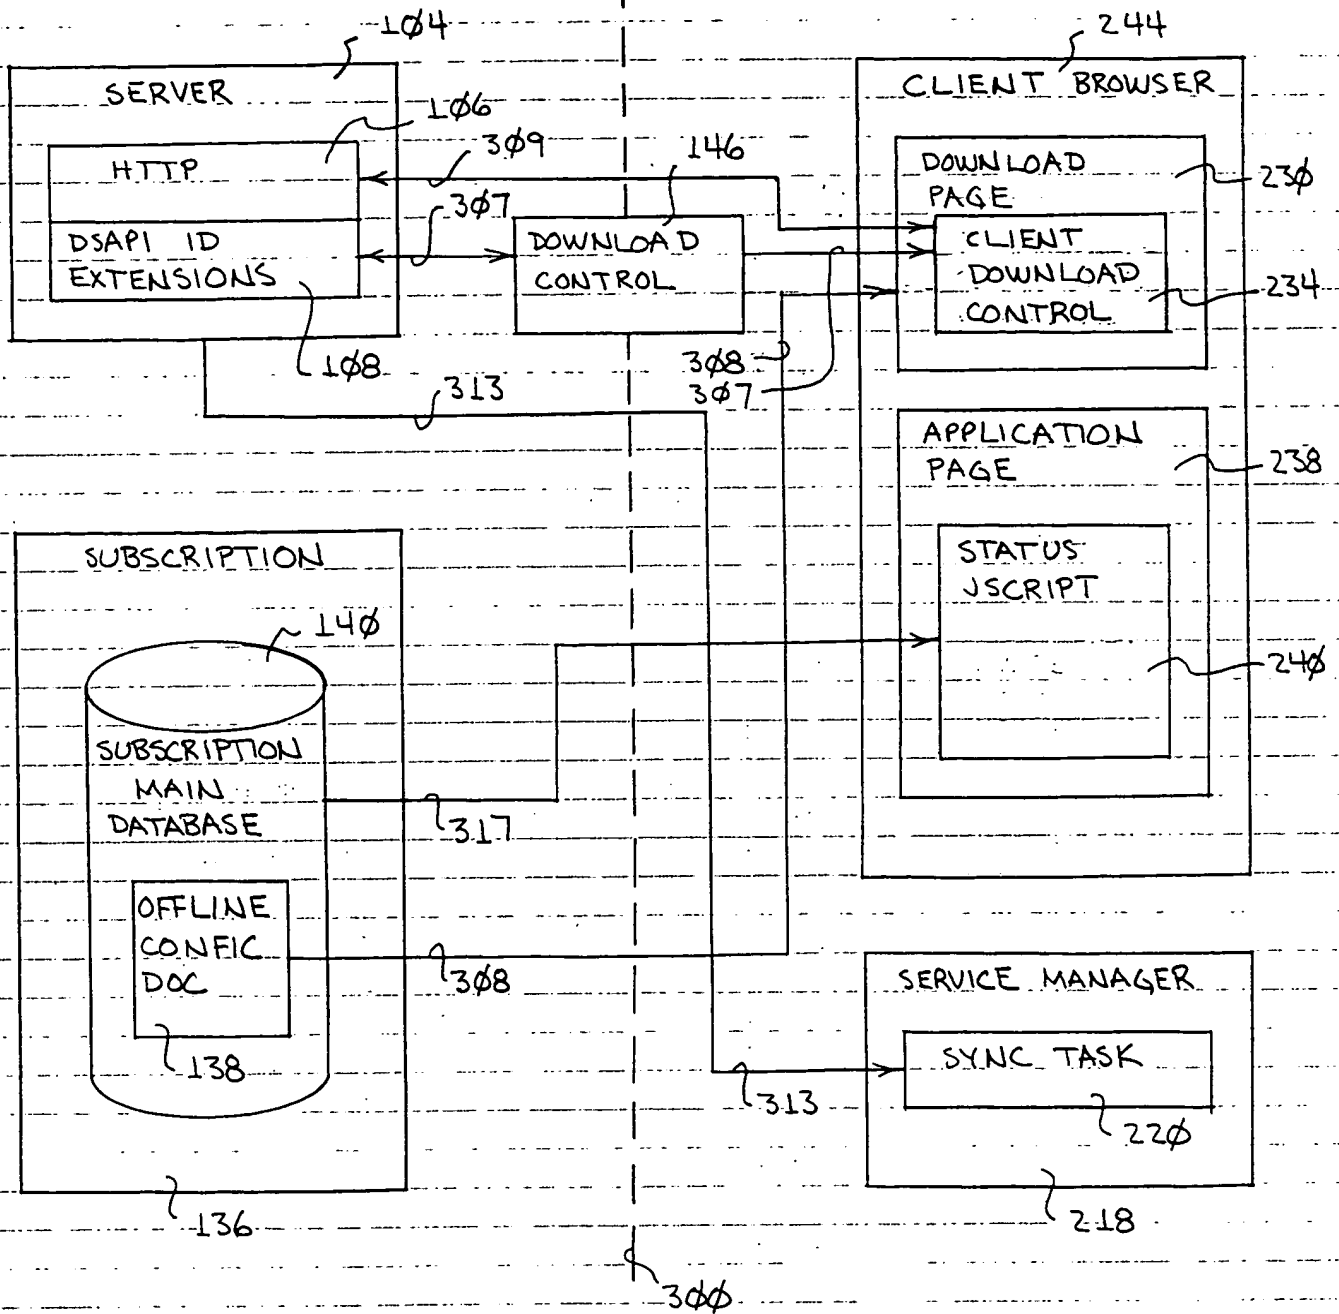 104
SERVER
106
HTTP
309
307
DSAPI ID
EXTENSIONS
108
313
146
DOWNLOAD
CONTROL
308
307
244
CLIENT BROWSER
DOWNLOAD
PAGE
230
CLIENT
DOWNLOAD
CONTROL
234
APPLICATION
PAGE
238
STATUS
JSCRIPT
240
SUBSCRIPTION
140
SUBSCRIPTION
MAIN
DATABASE
317
OFFLINE
CONFIC
DOC
308
138
136
SERVICE MANAGER
SYNC TASK
313
220
218
300